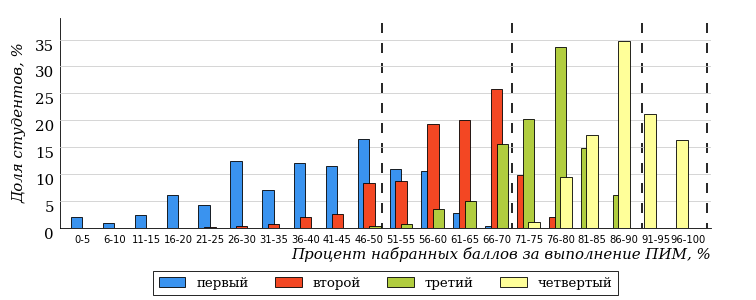 Доля студентов, %
35
30
25
20
15
10
5
0
0-5 6-10 11-15 16-20 21-25 26-30 31-35 36-40 41-45 46-50 51-55 56-60 61-65 66-70 71-75 76-80 81-85 86-90 91-95 96-100
Процент набранных баллов за выполнение ПИМ, %
первый второй третий четвертый